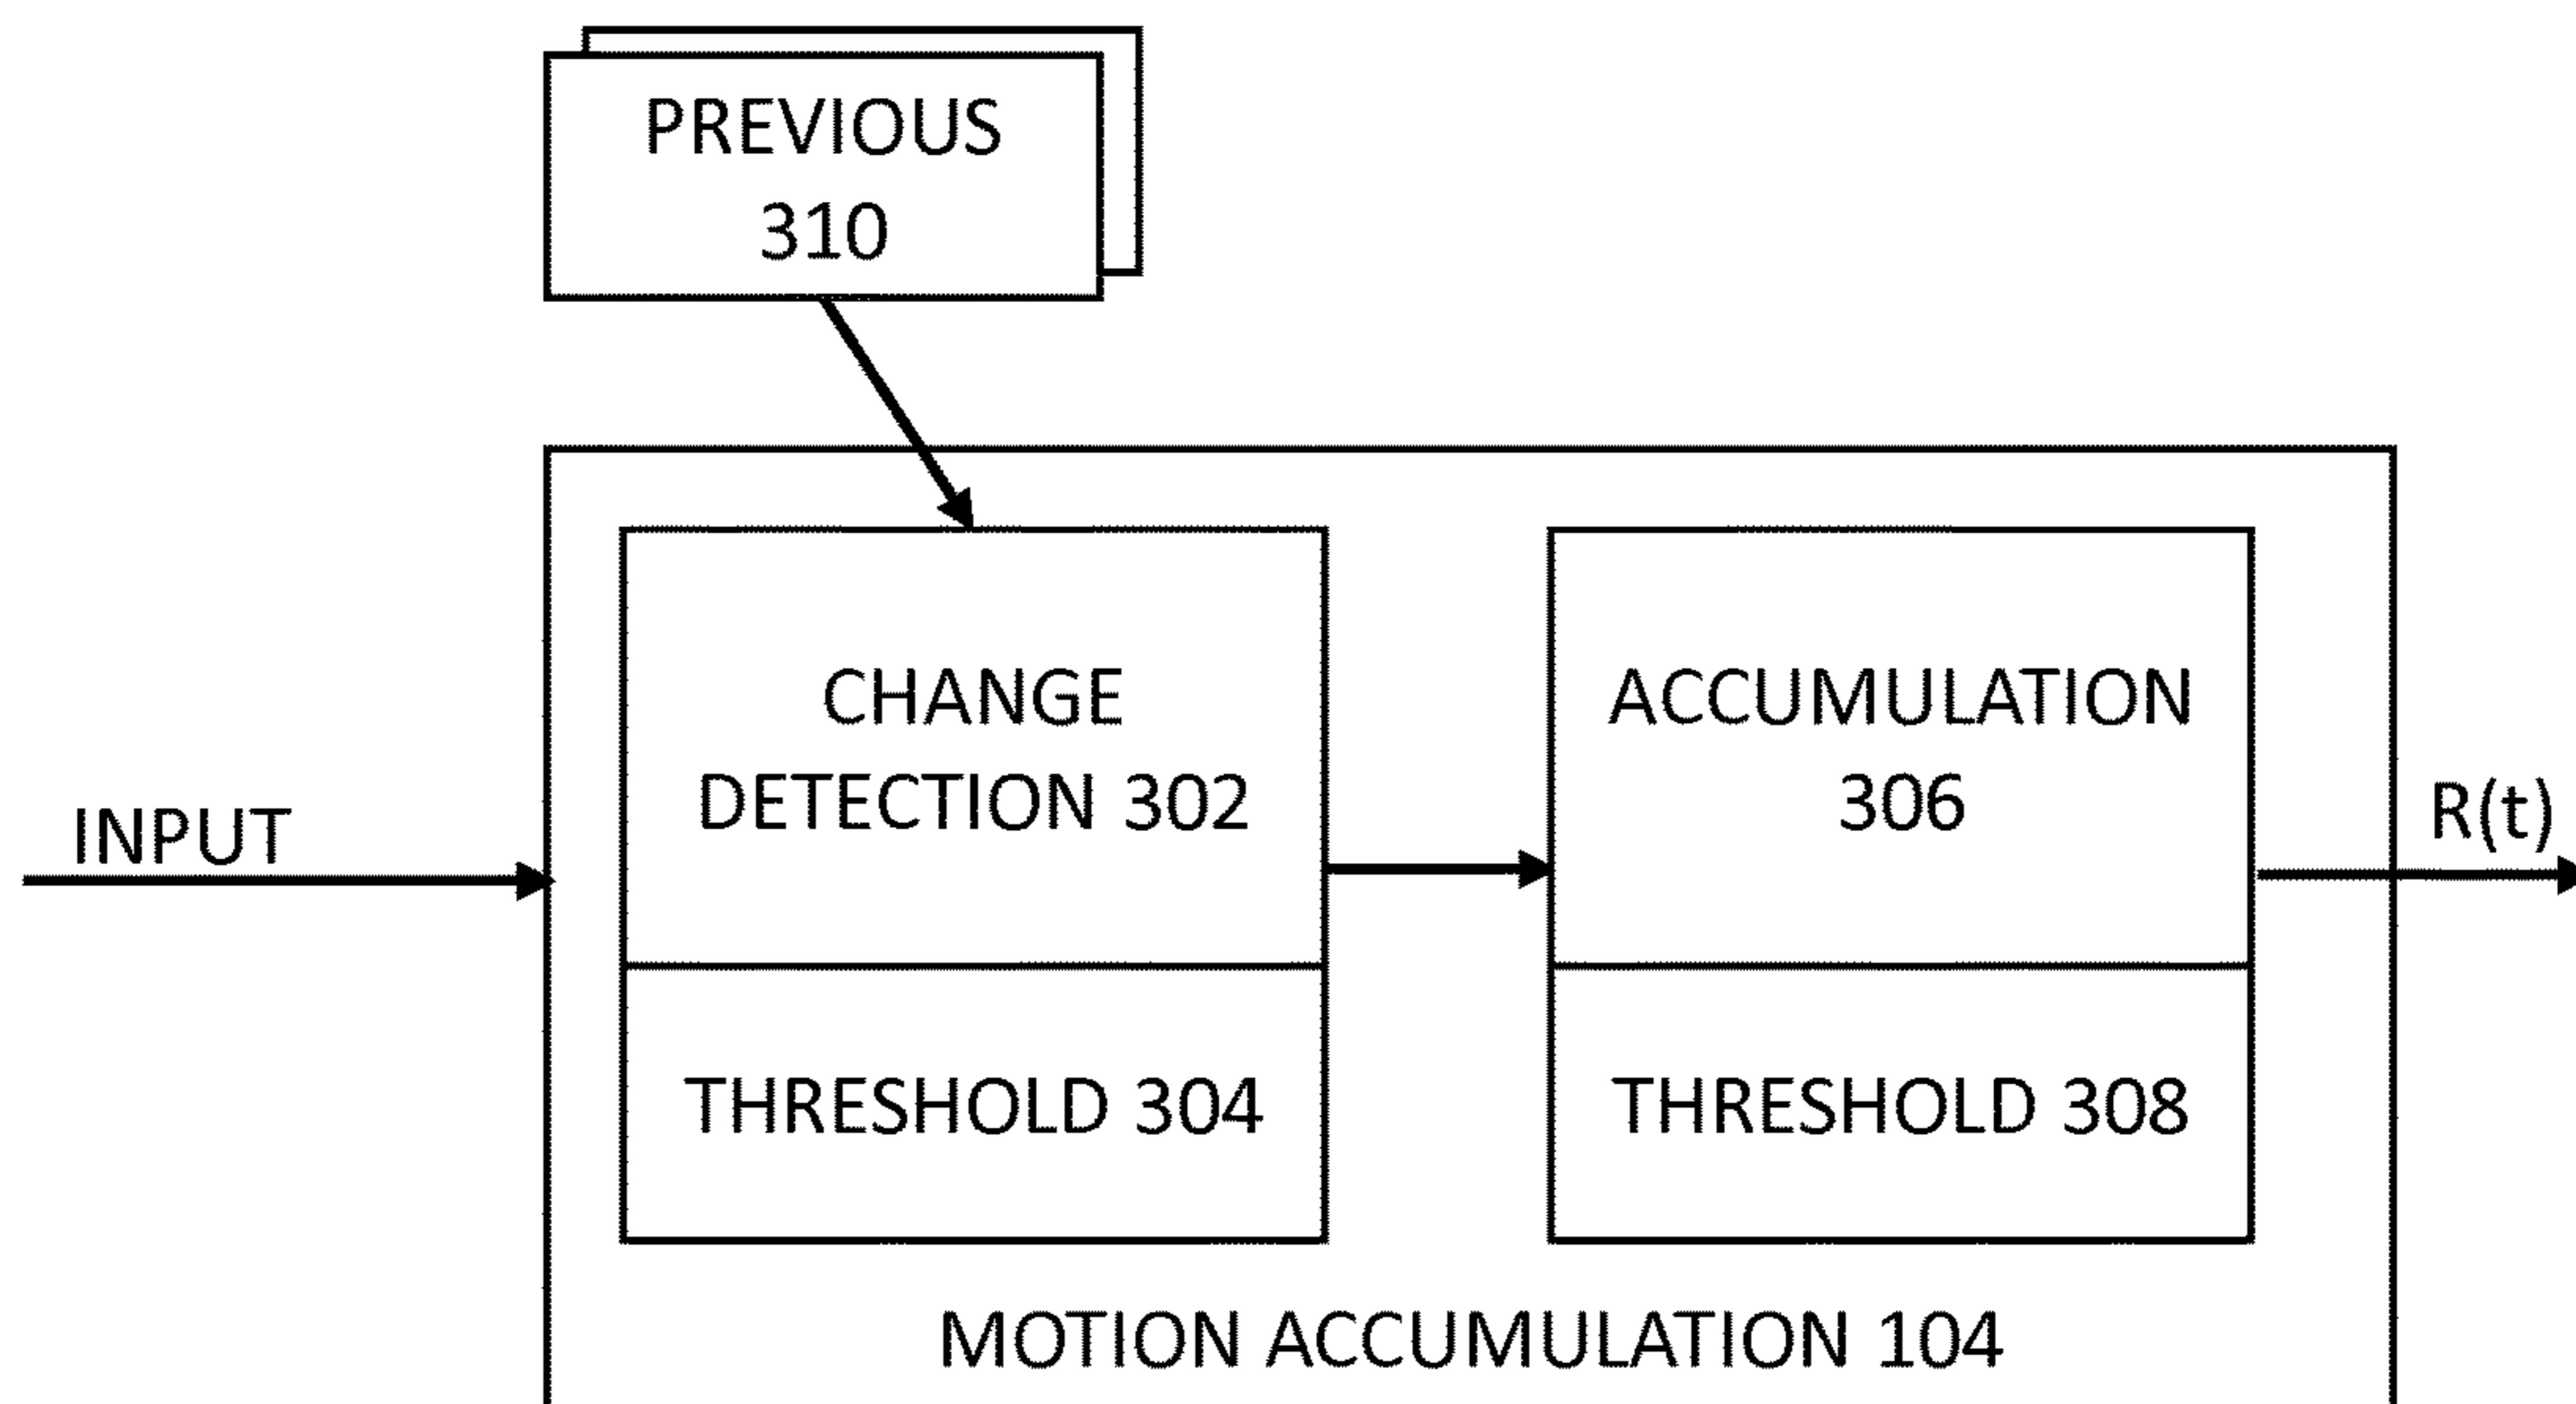 PREVIOUS
310
INPUT
CHANGE
DETECTION 302
THRESHOLD 304
ACCUMULATION
306
THRESHOLD 308
R(t)
MOTION ACCUMULATION 104